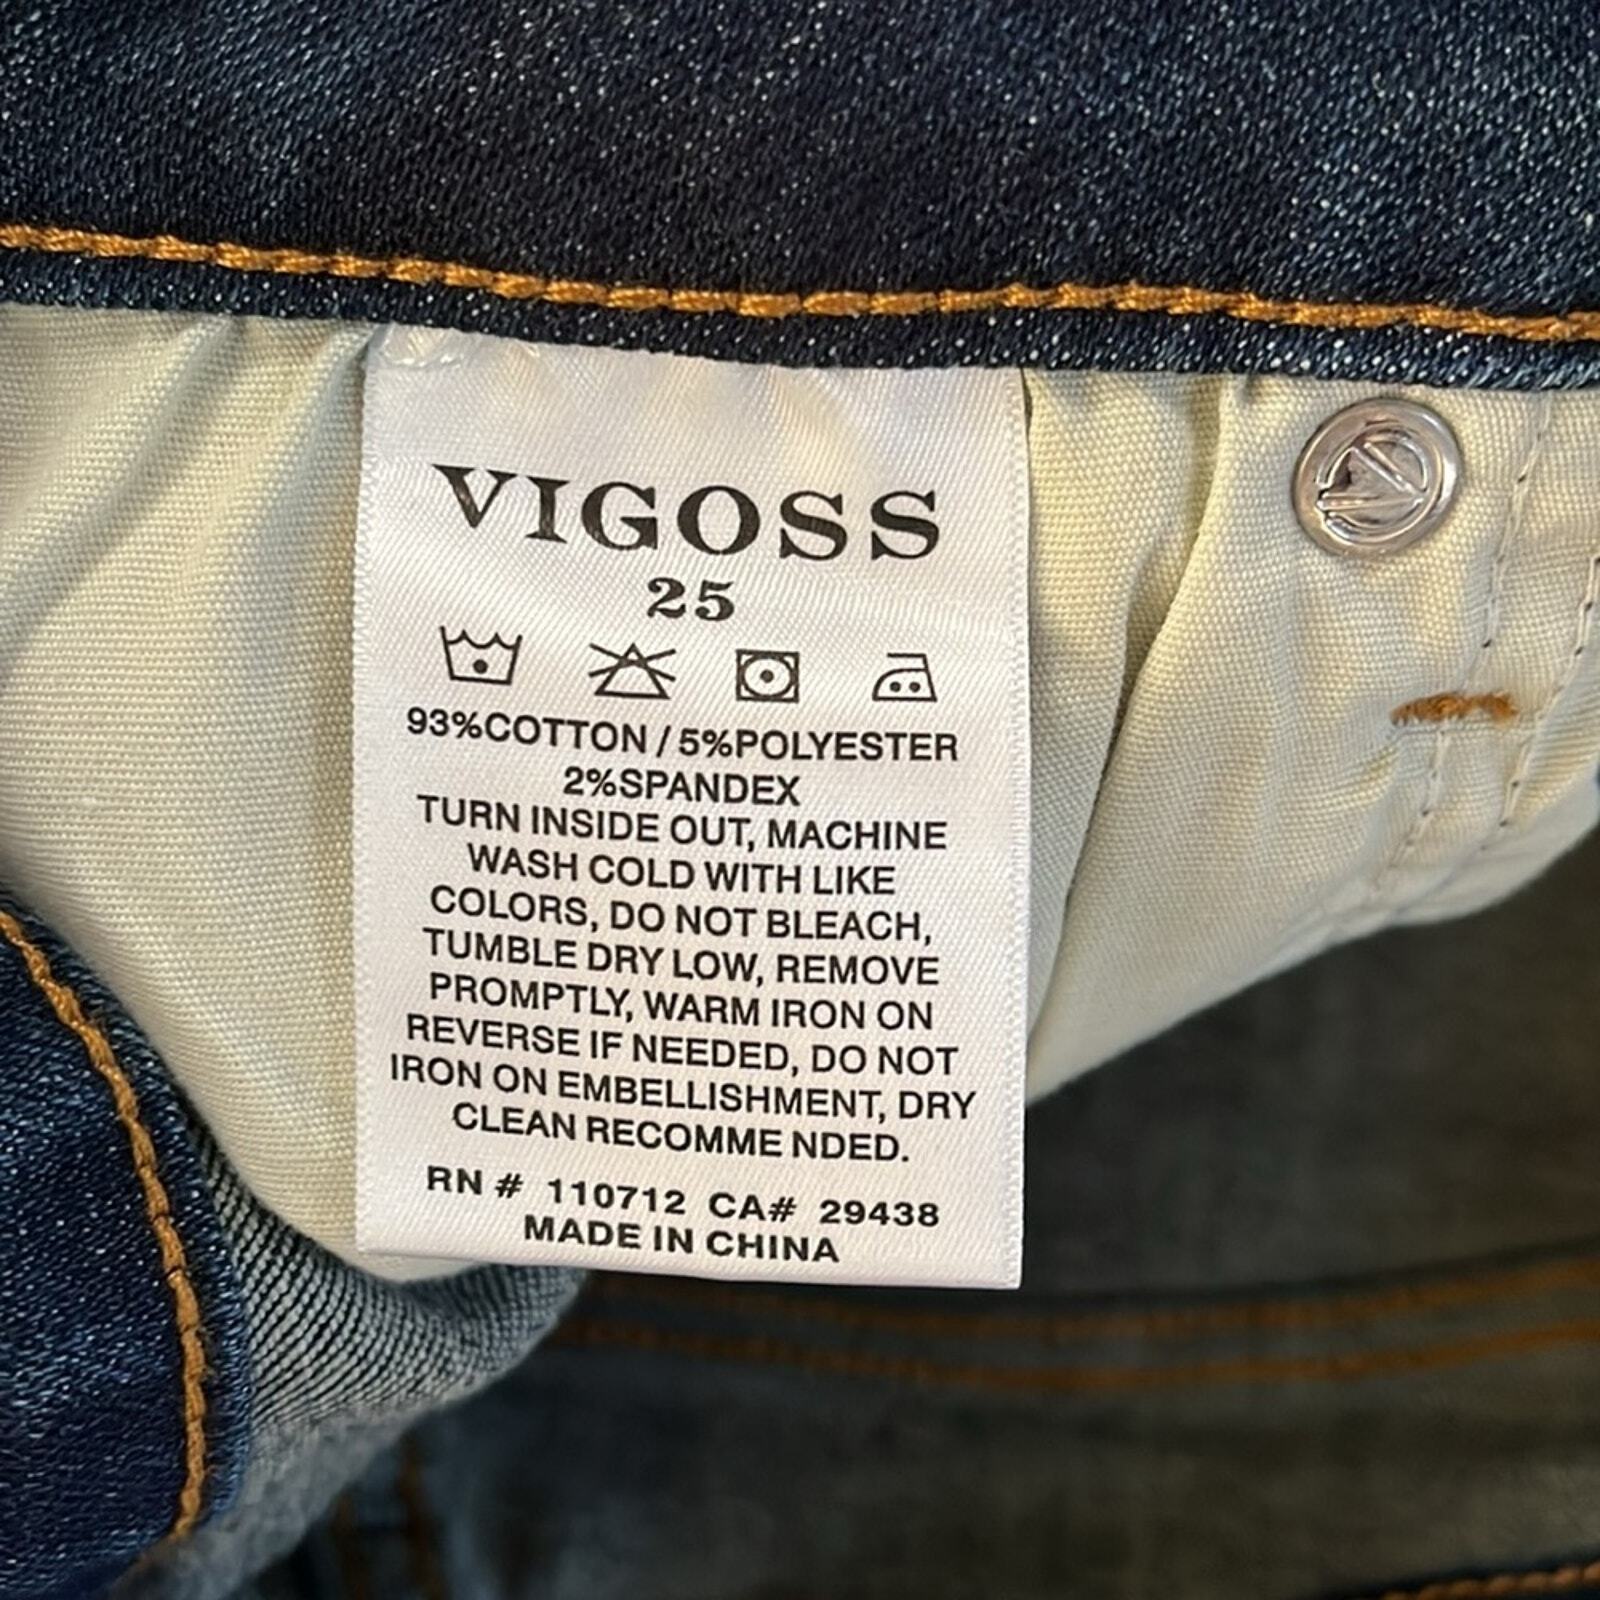 VIGOSS
25
93%COTTON / 5%POLYESTER
2%SPANDEX
TURN INSIDE OUT, MACHINE
WASH COLD WITH LIKE
COLORS, DO NOT BLEACH,
TUMBLE DRY LOW, REMOVE
PROMPTLY, WARM IRON ON
REVERSE IF NEEDED, DO NOT
IRON ON EMBELLISHMENT, DRY
CLEAN RECOMME NDED.
RN # 110712 CA# 29438
MADE IN CHINA